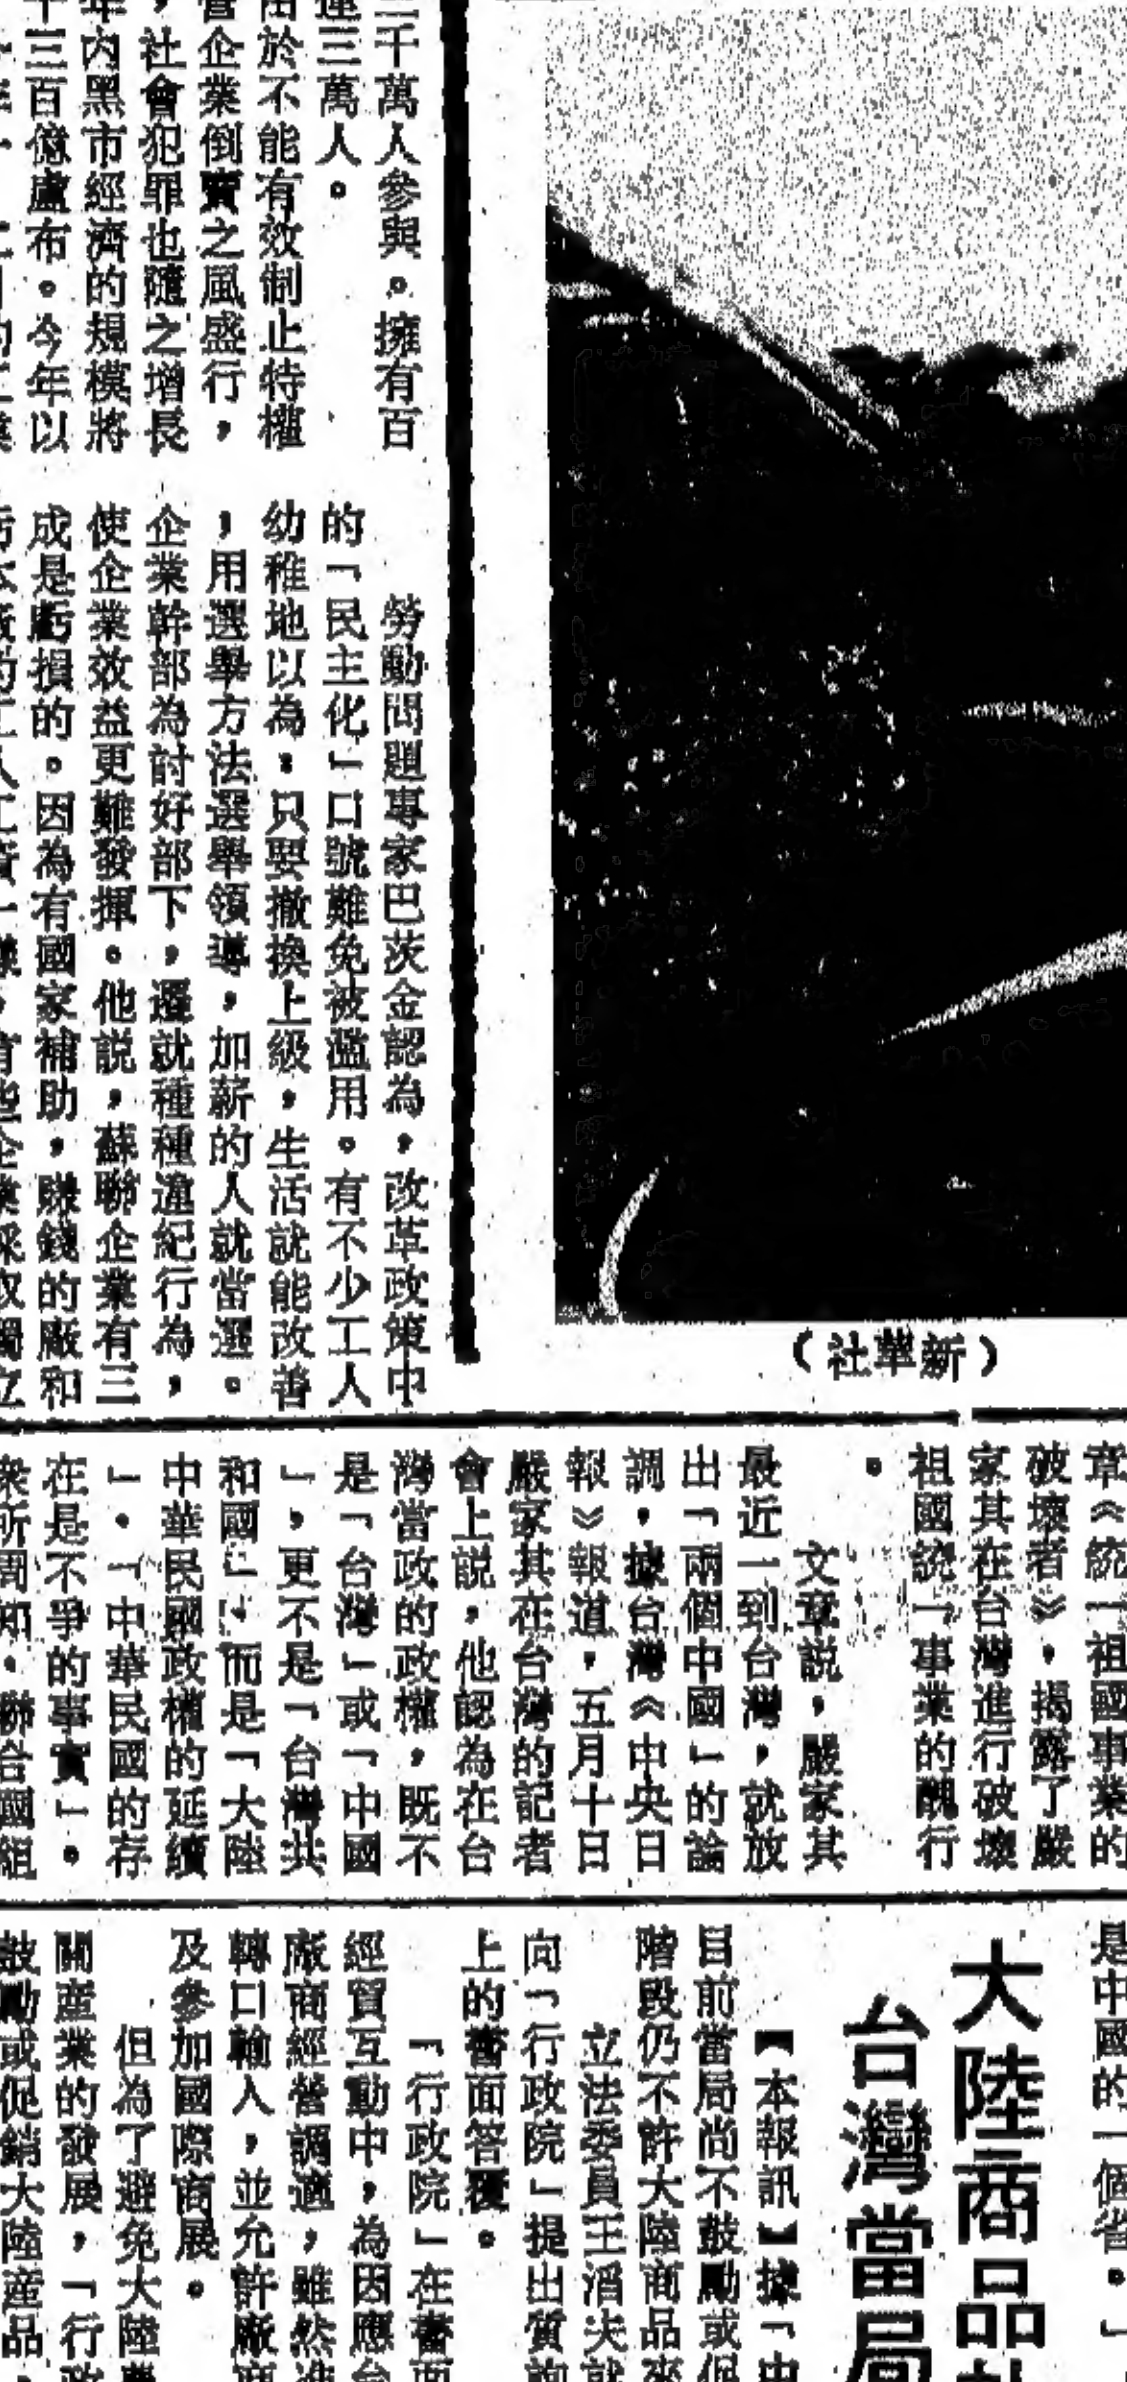 三千萬人參與。擁有百
達三萬人。
由於不能有效制止特權
營企業倒賣之風盛行，
，社會犯罪也隨之增長
年內黑市經濟的規模將
十三百億盧布。今年以
勞動問題專家巴茨金認為，改革政策中
的「民主化」口號難免被濫用。有不少工人
幼稚地以為：只要撤換上級，生活就能改善
，用選舉方法選舉領導，加薪的人就當選。
企業幹部為討好部下，遷就種種違紀行為，
使企業效益更難發揮。他說，蘇聯企業有三
成是虧損的。因為有國家補助，賺錢的廠和
（新華社）
章《統一祖國事業的
破壞者》，揭露了嚴
家其在台灣進行破壞
祖國統一事業的醜行
。
文章說，嚴家其
最近一到台灣，就放
出「兩個中國」的論
調。據台灣《中央日
報》報道，五月十日
嚴家其在台灣的記者
會上說，他認為在台
灣當政的政權，既不
是「台灣」或「中國
」，更不是「台灣共
和國」，而是「大陸
中華民國政權的延續
」。「中華民國的存
在是不爭的事實」。
眾所周知，聯合國組
是中國的一個省。」
大陸商品
台灣當局
【本報訊】據「中
目前當局尚不鼓勵或促
階段仍不許大陸商品來
立法委員王滔夫就
向「行政院」提出質詢
上的書面答覆。
「行政院」在書面
經貿互動中，為因應台
廠商經營調適，雖然准
轉口輸入，並允許廠商
及參加國際商展。
但為了避免大陸農
關產業的發展，「行政
鼓勵或促銷大陸產品，